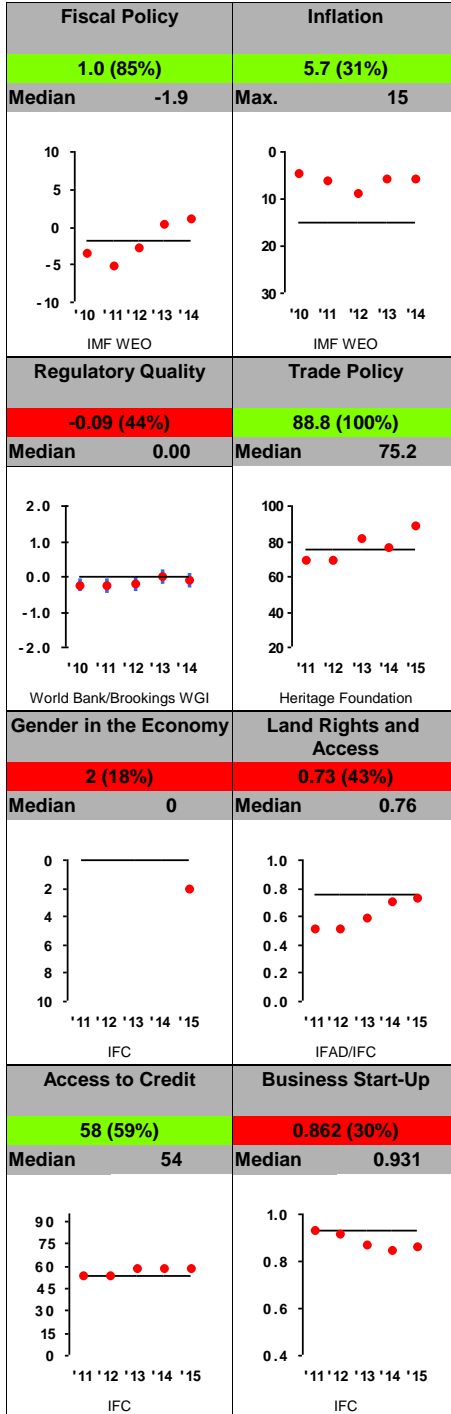 Fiscal Policy
1.0 (85%)
Median -1.9
10
5
0
-5
-10
'10 '11 '12 '13 '14
IMF WEO
Inflation
5.7 (31%)
Max. 15
0
10
20
30
'10 '11 '12 '13 '14
IMF WEO
Regulatory Quality
-0.09 (44%)
Median 0.00
2.0
1.0
0.0
-1.0
-2.0
'10 '11 '12 '13 '14
World Bank/Brookings WGI
Trade Policy
88.8 (100%)
Median 75.2
100
80
60
40
20
'11 '12 '13 '14 '15
Heritage Foundation
Gender in the Economy
2 (18%)
Median 0
0
2
4
6
8
10
'11 '12 '13 '14 '15
IFC
Land Rights and
Access
0.73 (43%)
Median 0.76
1.0
0.8
0.6
0.4
0.2
0.0
'11 '12 '13 '14 '15
IFAD/IFC
Access to Credit
58 (59%)
Median 54
90
75
60
45
30
15
0
'11 '12 '13 '14 '15
IFC
Business Start-Up
0.862 (30%)
Median 0.931
1.0
0.8
0.6
0.4
'11 '12 '13 '14 '15
IFC